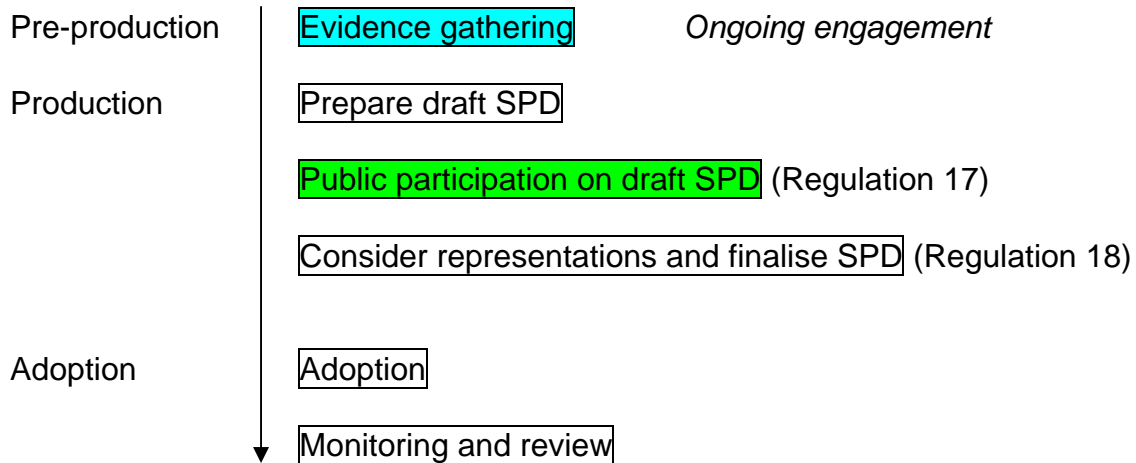 Pre-production Evidence gathering Ongoing engagement
Production Prepare draft SPD
Public participation on draft SPD (Regulation 17)
Consider representations and finalise SPD (Regulation 18)
Adoption Adoption
Monitoring and review